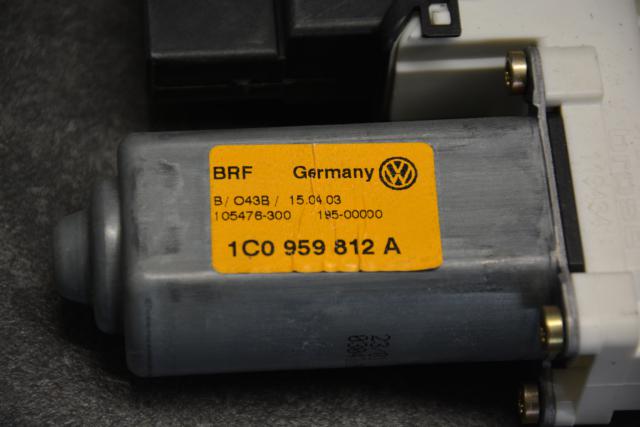 BRF Germany
B/ O43B / 15.04.03
105476-300 195-00000
1C0 959 812 A